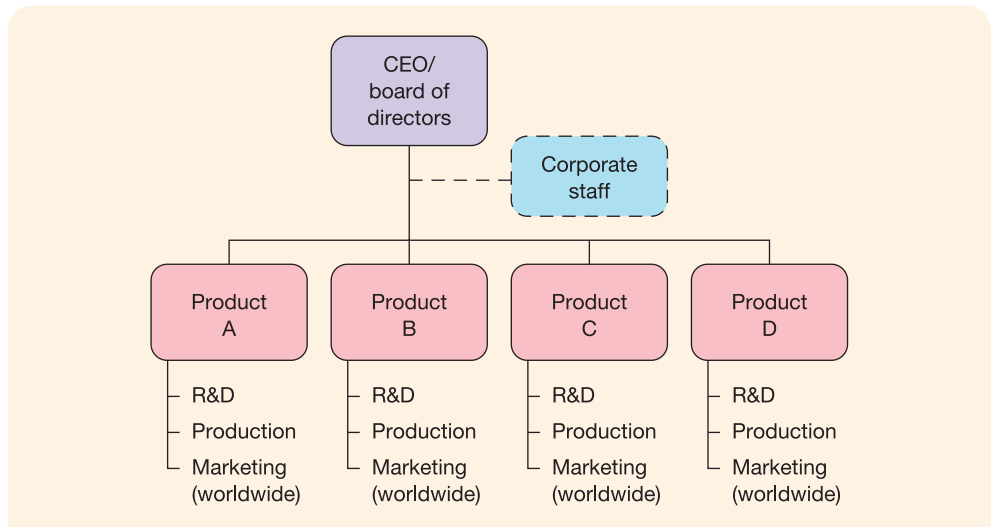 CEO/
board of
directors
Corporate
staff
Product
A
Product
B
Product
C
Product
D
R&D
Production
Marketing
(worldwide)
R&D
Production
Marketing
(worldwide)
R&D
Production
Marketing
(worldwide)
R&D
Production
Marketing
(worldwide)